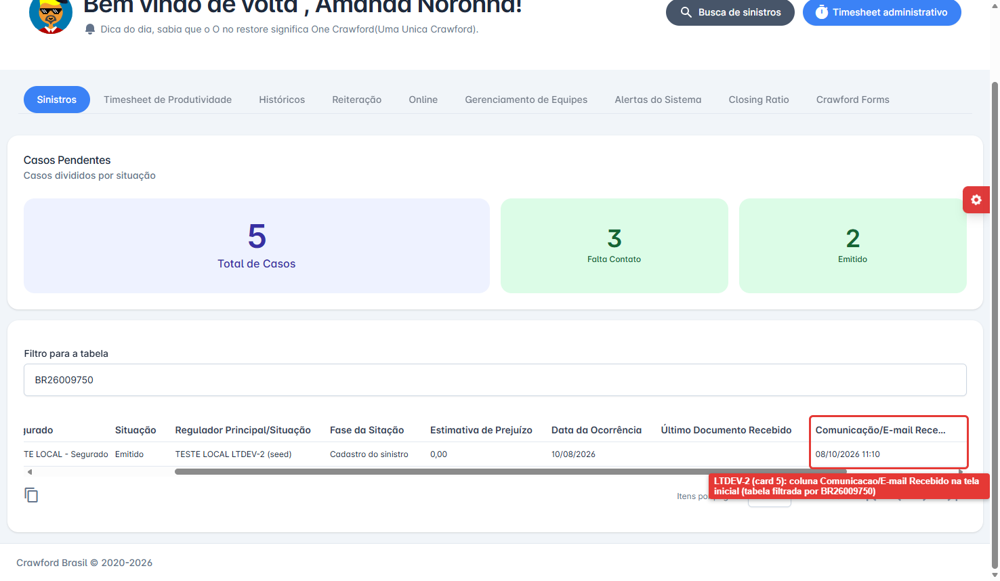 Bem vindo de volta , Amanda Noronha!
Dica do dia, sabia que o O no restore significa One Crawford(Uma Unica Crawford).
Busca de sinistros
Timesheet administrativo
Sinistros
Timesheet de Produtividade
Históricos
Reiteração
Online
Gerenciamento de Equipes
Alertas do Sistema
Closing Ratio
Crawford Forms
Casos Pendentes
Casos divididos por situação
5
Total de Casos
3
Falta Contato
2
Emitido
Filtro para a tabela
BR26009750
gurado Situação Regulador Principal/Situação Fase da Sitação Estimativa de Prejuízo Data da Ocorrência Último Documento Recebido Comunicação/E-mail Rece...
TE LOCAL - Segurado Emitido TESTE LOCAL LTDEV-2 (seed) Cadastro do sinistro 0,00 10/08/2026 08/10/2026 11:10
LTDEV-2 (card 5): coluna Comunicacao/E-mail Recebido na tela
inicial (tabela filtrada por BR26009750)
Itens por
Crawford Brasil © 2020-2026